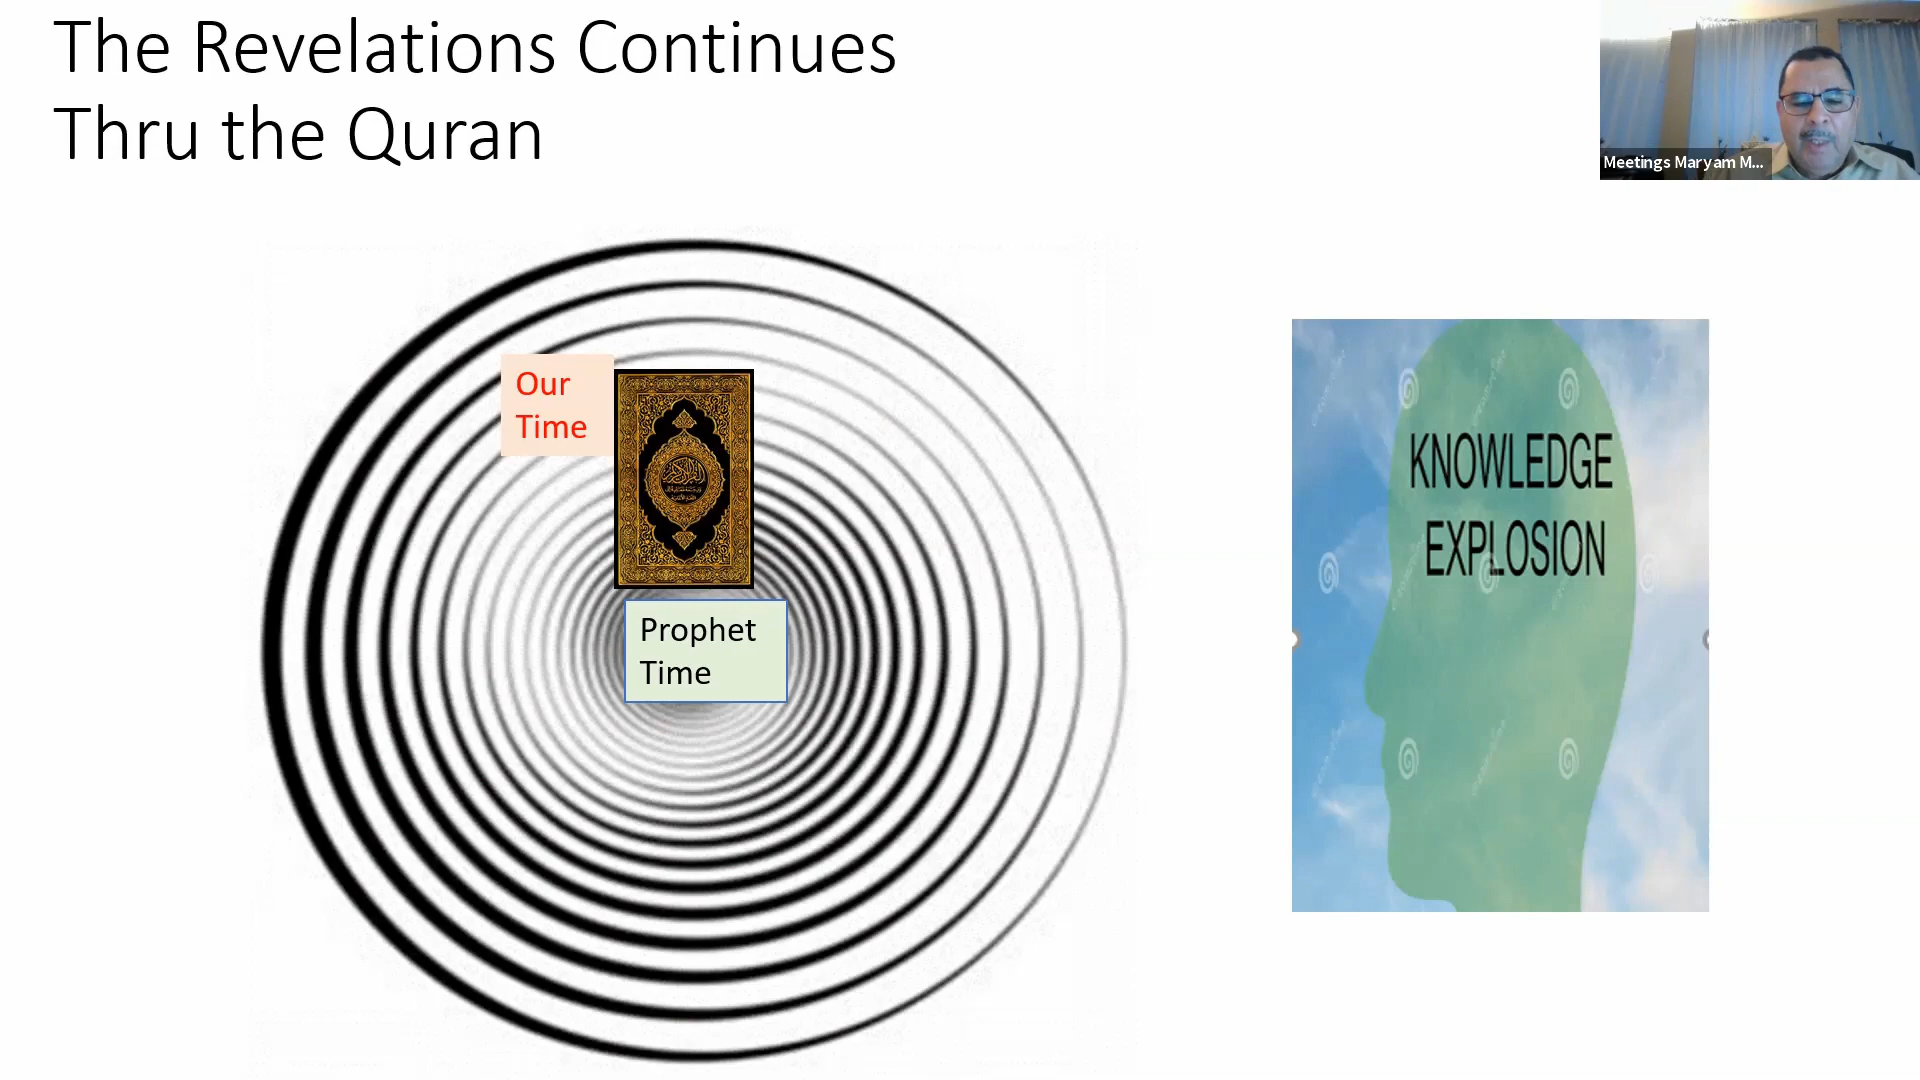 The Revelations Continues
Thru the Quran
Meetings Maryam M...
Our
Time
Prophet
Time
KNOWLEDGE
EXPLOSION